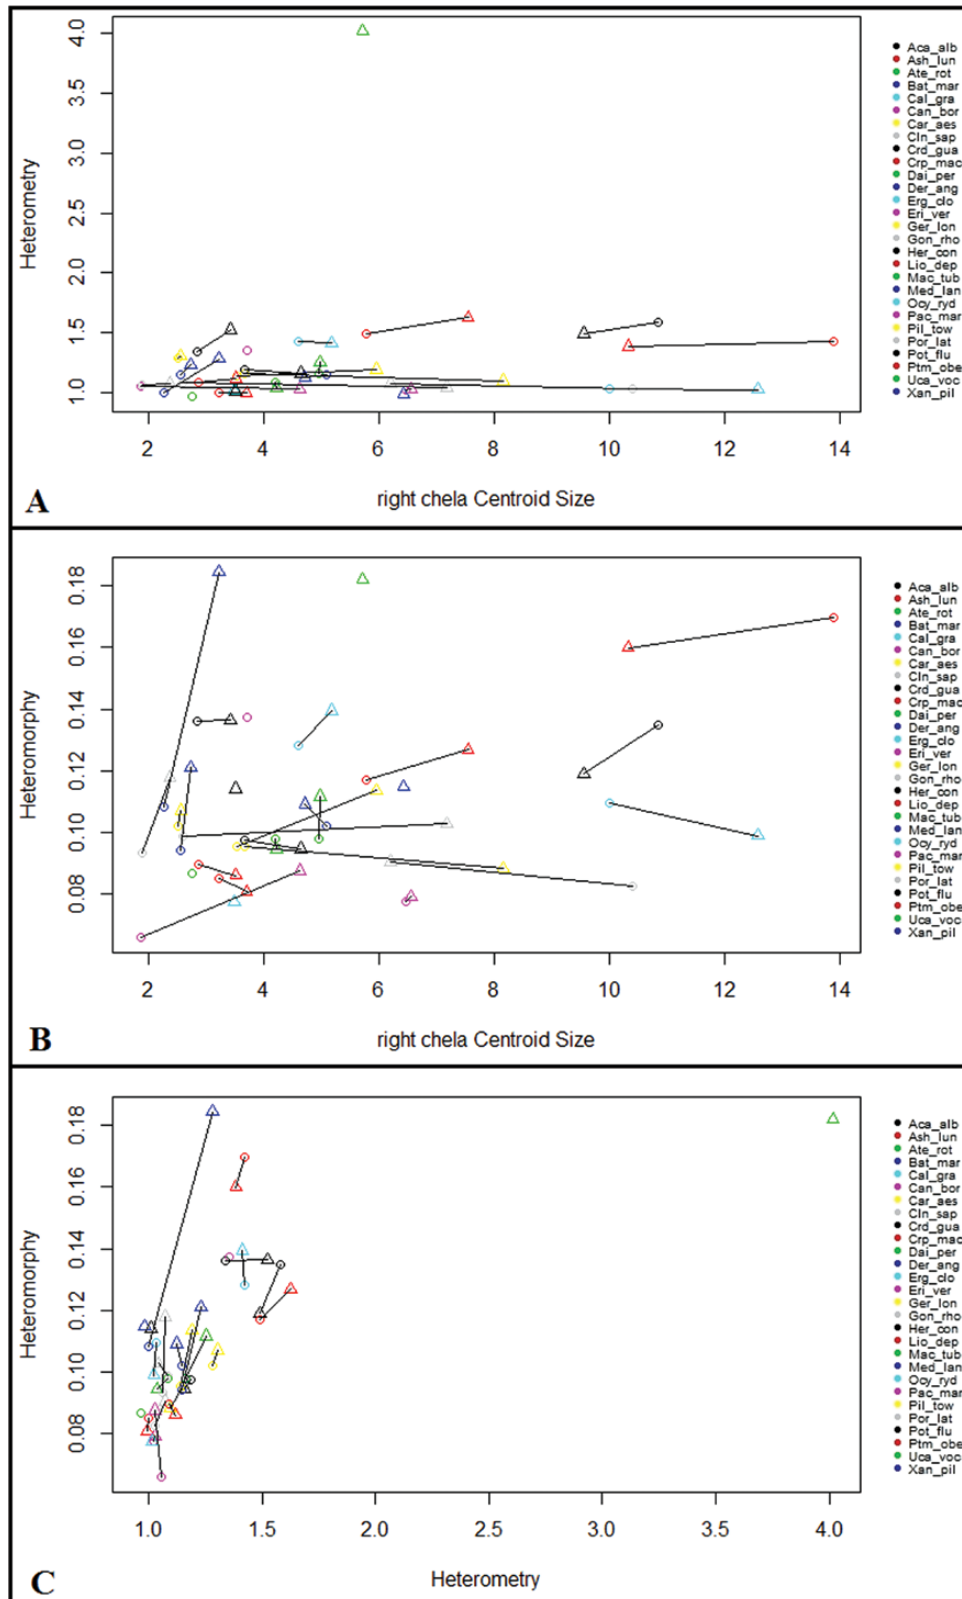 4.0
3.5
3.0
2.5
2.0
1.5
1.0
Heterometry
2 4 6 8 10 12 14
right chela Centroid Size
A
Aca_alb
Ash_lun
Ate_rot
Bat_mar
Cal_gra
Can_bor
Car_aes
Cln_sap
Crd_gua
Crp_mac
Dai_per
Der_ang
Erg_clo
Eri_ver
Ger_lon
Gon_rho
Her_con
Lio_dep
Mac_tub
Med_lan
Ocy_ryd
Pac_mar
Pil_tow
Por_lat
Pot_flu
Ptm_obe
Uca_voc
Xan_pil
0.18
0.16
0.14
0.12
0.10
0.08
Heteromorphy
2 4 6 8 10 12 14
right chela Centroid Size
B
Aca_alb
Ash_lun
Ate_rot
Bat_mar
Cal_gra
Can_bor
Car_aes
Cln_sap
Crd_gua
Crp_mac
Dai_per
Der_ang
Erg_clo
Eri_ver
Ger_lon
Gon_rho
Her_con
Lio_dep
Mac_tub
Med_lan
Ocy_ryd
Pac_mar
Pil_tow
Por_lat
Pot_flu
Ptm_obe
Uca_voc
Xan_pil
0.18
0.16
0.14
0.12
0.10
0.08
Heteromorphy
1.0 1.5 2.0 2.5 3.0 3.5 4.0
Heterometry
C
Aca_alb
Ash_lun
Ate_rot
Bat_mar
Cal_gra
Can_bor
Car_aes
Cln_sap
Crd_gua
Crp_mac
Dai_per
Der_ang
Erg_clo
Eri_ver
Ger_lon
Gon_rho
Her_con
Lio_dep
Mac_tub
Med_lan
Ocy_ryd
Pac_mar
Pil_tow
Por_lat
Pot_flu
Ptm_obe
Uca_voc
Xan_pil